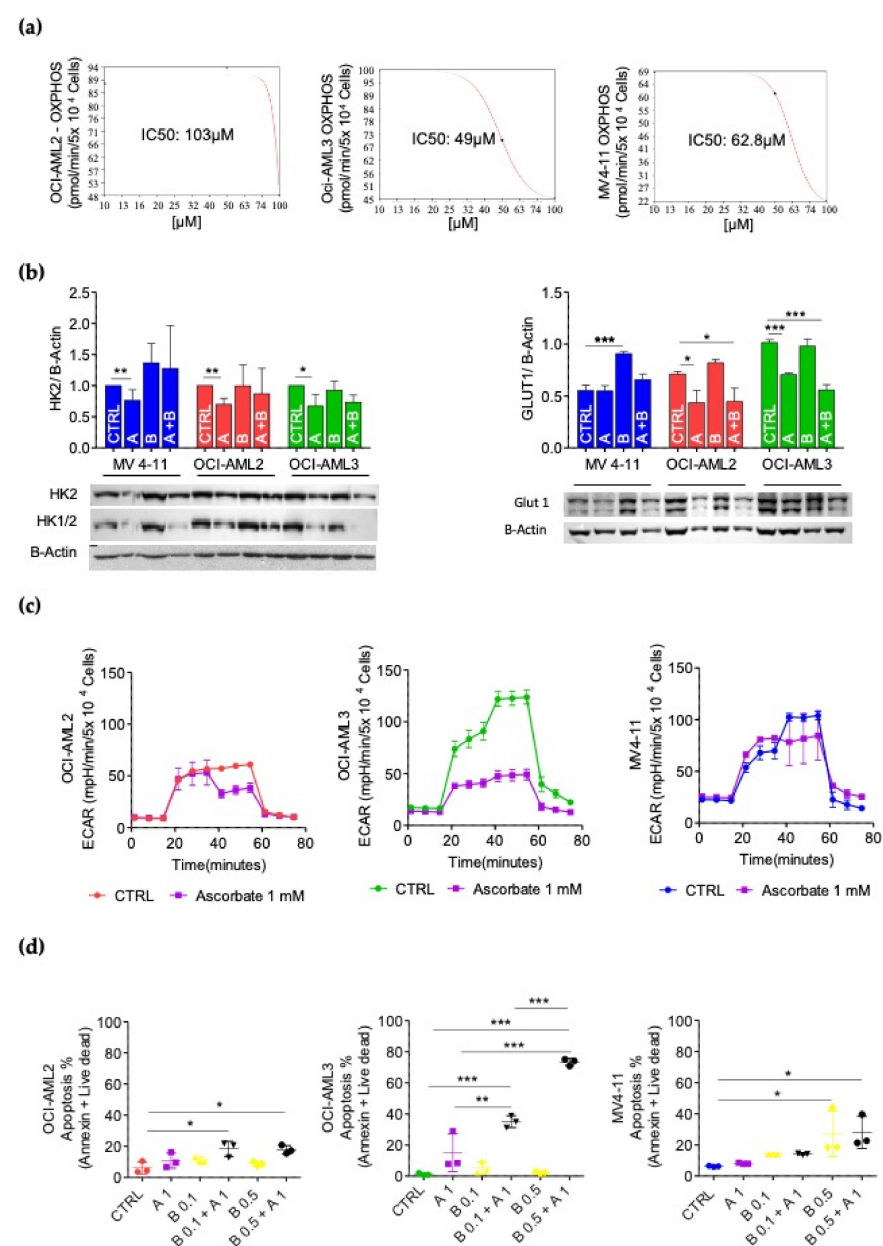 (a)
OCI-AML2 - OXPHOS
(pmol/min/5x 10 4 Cells)
94
89
84
80
76
71
67
62
57
53
48
IC50: 103µM
10 13 16 20 25 32 40 50 63 74 100
[µM]
Oci-AML3 OXPHOS
(pmol/min/5x 10 4 Cells)
100
95
89
84
78
73
67
62
56
51
45
IC50: 49µM
10 13 16 20 25 32 40 50 63 74 100
[µM]
MV4-11 OXPHOS
(pmol/min/5x 10 4 Cells)
69
64
60
55
50
46
41
36
31
27
22
IC50: 62.8µM
10 13 16 20 25 32 40 50 63 74 100
[µM]
(b)
HK2/ B-Actin
2.5
2.0
1.5
1.0
0.5
0.0
** ** *
CTRL A B A +B CTRL A B A +B CTRL A B A +B
MV 4-11 OCI-AML2 OCI-AML3
HK2
HK1/2
B-Actin
GLUT1/ B-Actin
1.5
1.0
0.5
0.0
*** * * *** ***
CTRL A B A +B CTRL A B A +B CTRL A B A +B
MV 4-11 OCI-AML2 OCI-AML3
Glut 1
B-Actin
(c)
OCI-AML2
ECAR (mpH/min/5x 10 4 Cells)
150
100
50
0
0 20 40 60 80
Time(minutes)
CTRL Ascorbate 1 mM
OCI-AML3
ECAR (mpH/min/5x 10 4 Cells)
150
100
50
0
0 20 40 60 80
Time(minutes)
CTRL Ascorbate 1 mM
MV4-11
ECAR (mpH/min/5x 10 4 Cells)
150
100
50
0
0 20 40 60 80
Time(minutes)
CTRL Ascorbate 1 mM
(d)
OCI-AML2
Apoptosis %
(Annexin + Live dead)
100
80
60
40
20
0
*
*
CTRL A 1 B 0.1 B 0.1 + A 1 B 0.5 B 0.5 + A 1
OCI-AML3
Apoptosis %
(Annexin + Live dead)
100
80
60
40
20
0
***
***
***
***
**
CTRL A 1 B 0.1 B 0.1 + A 1 B 0.5 B 0.5 + A 1
MV4-11
Apoptosis %
(Annexin + Live dead)
100
80
60
40
20
0
*
*
CTRL A 1 B 0.1 B 0.1 + A 1 B 0.5 B 0.5 + A 1